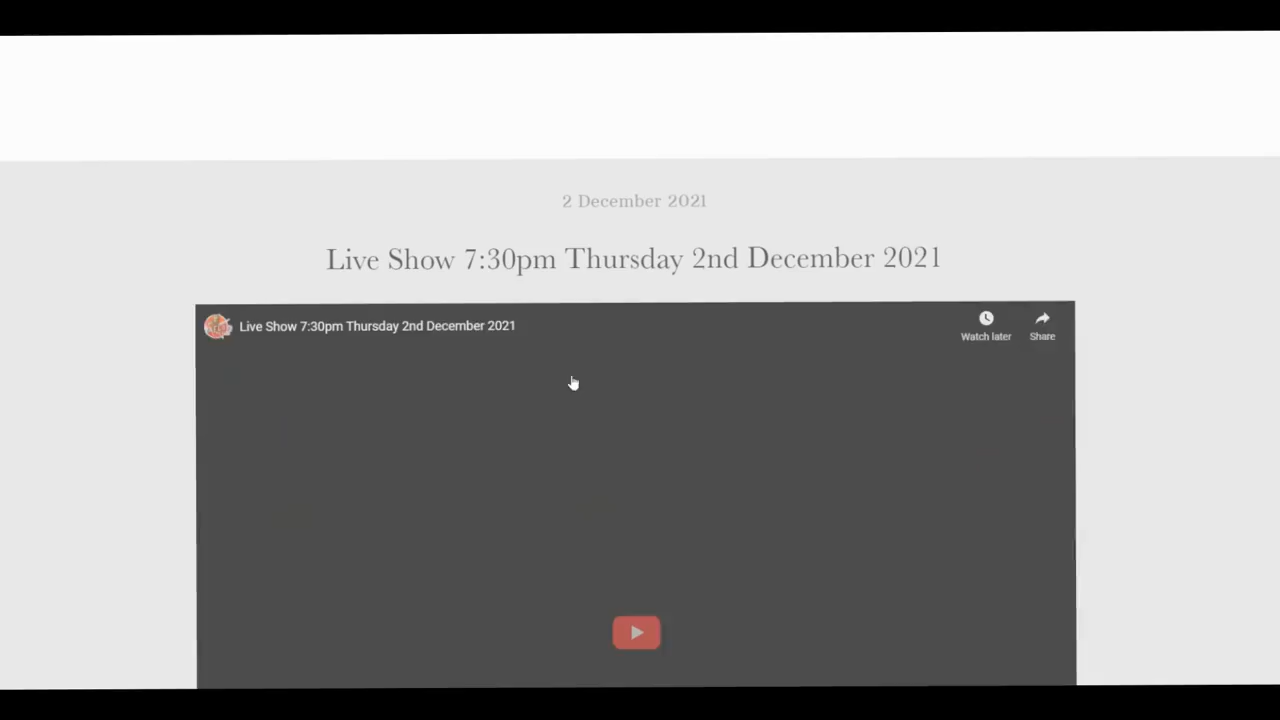 2 December 2021
Live Show 7:30pm Thursday 2nd December 2021
Live Show 7:30pm Thursday 2nd December 2021
Watch later
Share